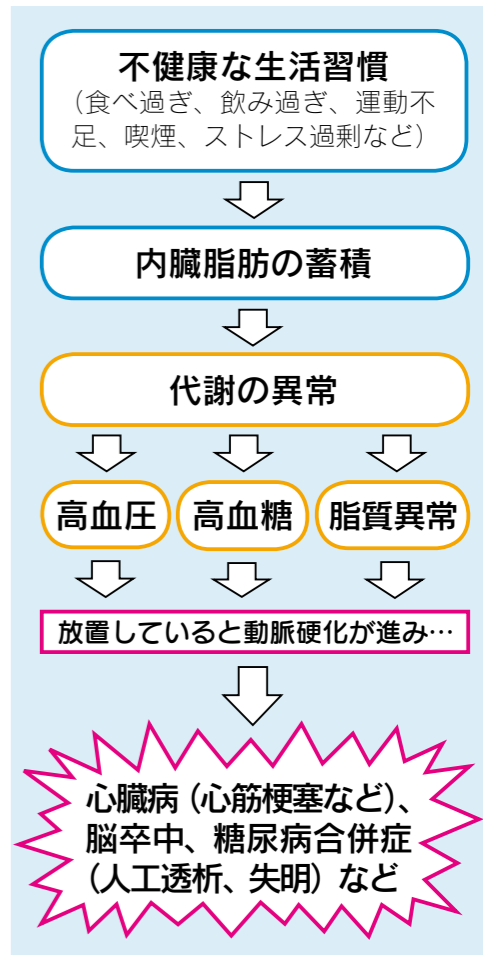 不健康な生活習慣
（食べ過ぎ、飲み過ぎ、運動不
足、喫煙、ストレス過剰など）
内臓脂肪の蓄積
代謝の異常
高血圧 高血糖 脂質異常
放置していると動脈硬化が進み…
心臓病（心筋梗塞など）、
脳卒中、糖尿病合併症
（人工透析、失明）など